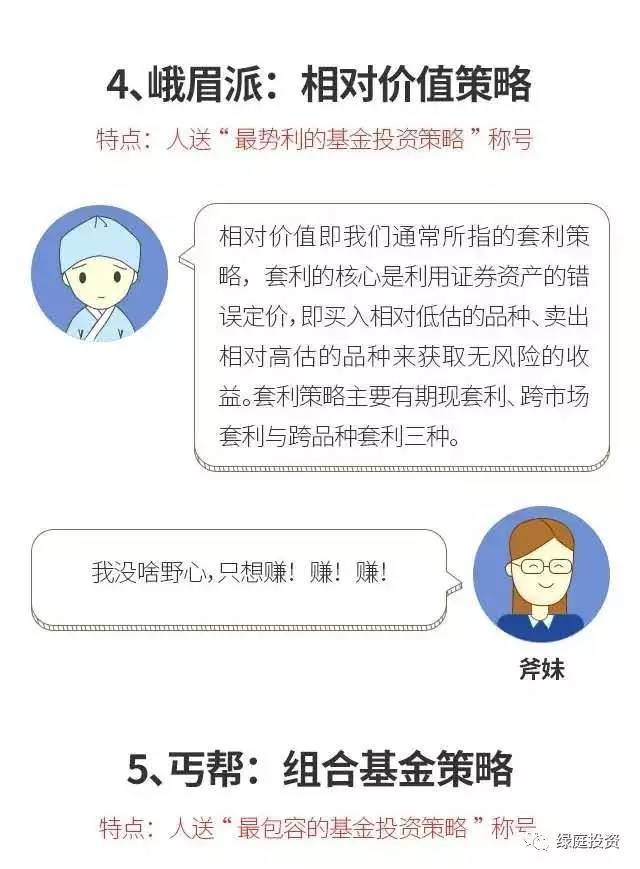 4、峨眉派：相对价值策略
特点：人送“最势利的基金投资策略”称号
相对价值即我们通常所指的套利策
略，套利的核心是利用证券资产的错
误定价，即买入相对低估的品种、卖出
相对高估的品种来获取无风险的收
益。套利策略主要有期现套利、跨市场
套利与跨品种套利三种。
我没啥野心，只想赚！赚！赚！
斧妹
5、丐帮：组合基金策略
特点：人送“最包容的基金投资策略”称号
绿庭投资